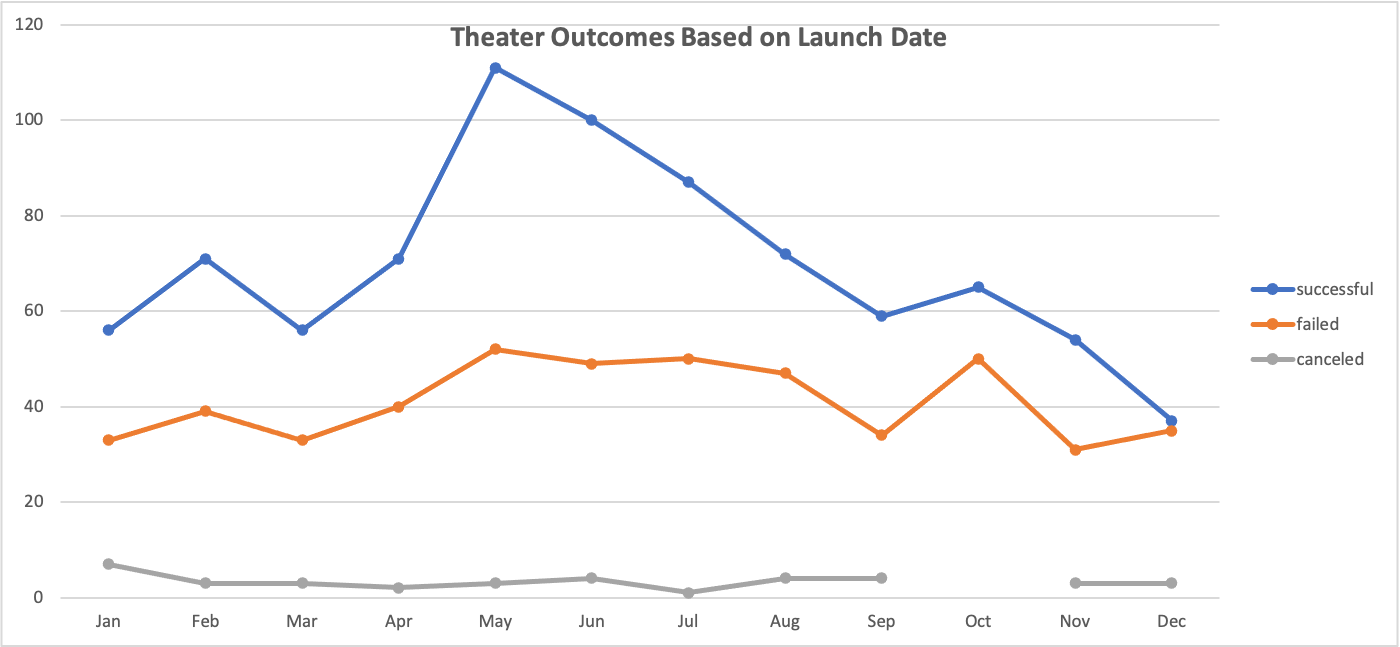 Theater Outcomes Based on Launch Date
120
100
80
60
40
20
0
Jan Feb Mar Apr May Jun Jul Aug Sep Oct Nov Dec
successful
failed
canceled